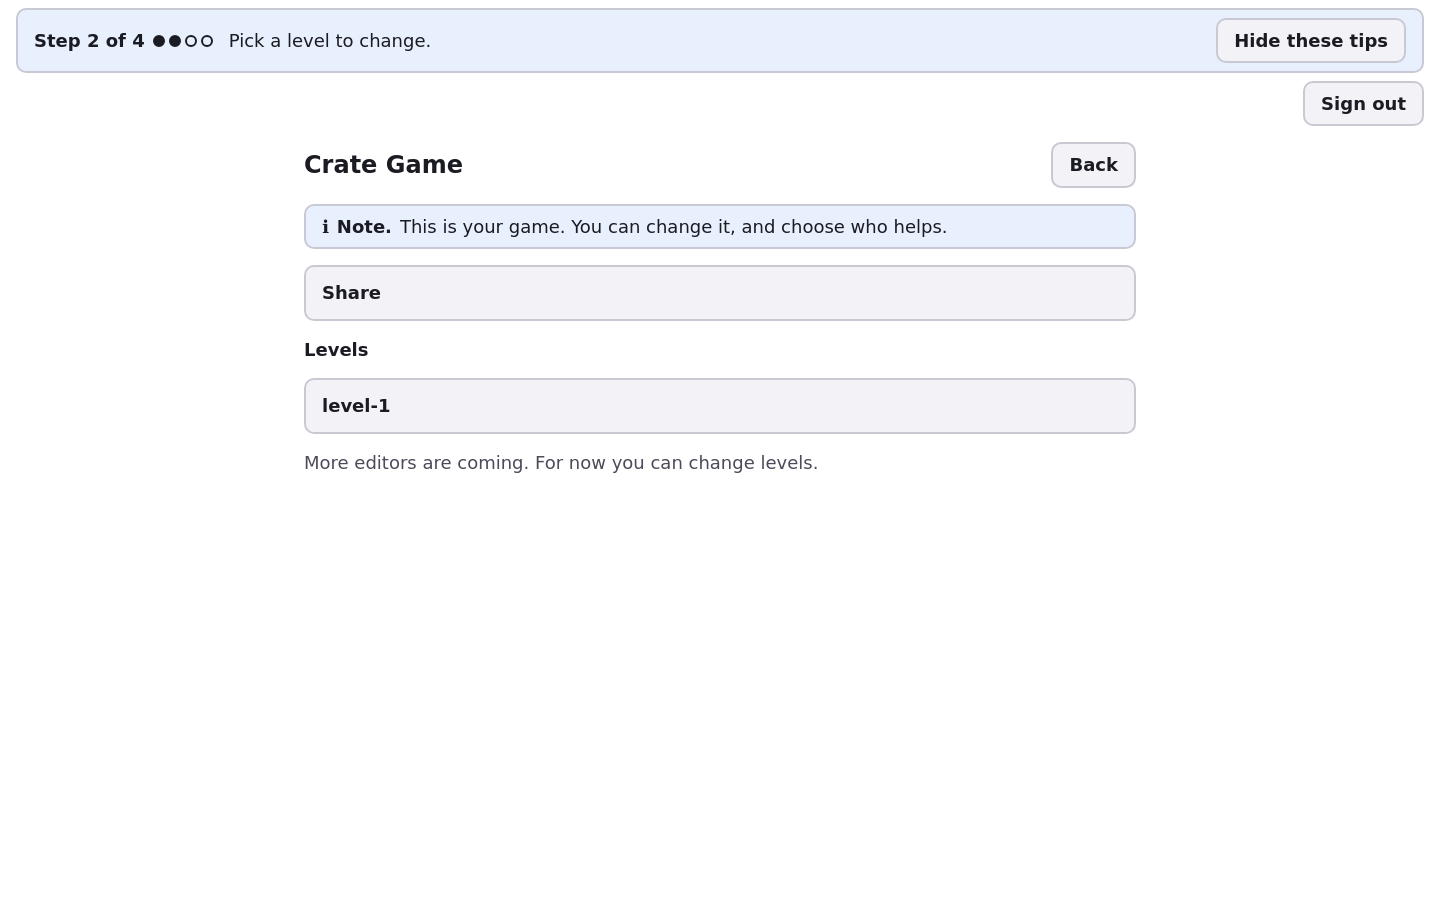 Step 2 of 4 Pick a level to change.
Hide these tips
Sign out
Crate Game
Back
ℹ Note. This is your game. You can change it, and choose who helps.
Share
Levels
level-1
More editors are coming. For now you can change levels.